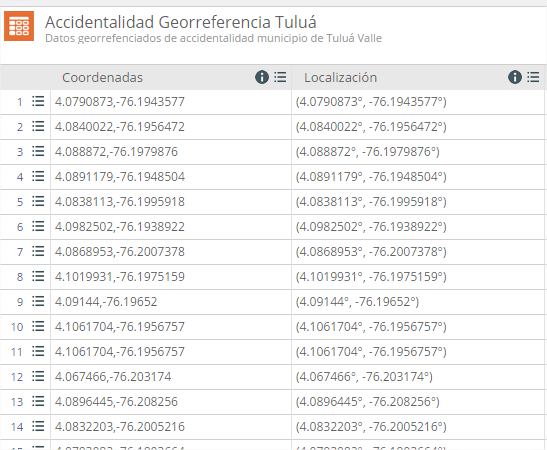 Accidentalidad Georreferencia Tuluá
Datos georrefenciados de accidentalidad municipio de Tuluá Valle
Coordenadas Localización
1 4.0790873,-76.1943577 (4.0790873°, -76.1943577°)
2 4.0840022,-76.1956472 (4.0840022°, -76.1956472°)
3 4.088872,-76.1979876 (4.088872°, -76.1979876°)
4 4.0891179,-76.1948504 (4.0891179°, -76.1948504°)
5 4.0838113,-76.1995918 (4.0838113°, -76.1995918°)
6 4.0982502,-76.1938922 (4.0982502°, -76.1938922°)
7 4.0868953,-76.2007378 (4.0868953°, -76.2007378°)
8 4.1019931,-76.1975159 (4.1019931°, -76.1975159°)
9 4.09144,-76.19652 (4.09144°, -76.19652°)
10 4.1061704,-76.1956757 (4.1061704°, -76.1956757°)
11 4.1061704,-76.1956757 (4.1061704°, -76.1956757°)
12 4.067466,-76.203174 (4.067466°, -76.203174°)
13 4.0896445,-76.208256 (4.0896445°, -76.208256°)
14 4.0832203,-76.2005216 (4.0832203°, -76.2005216°)